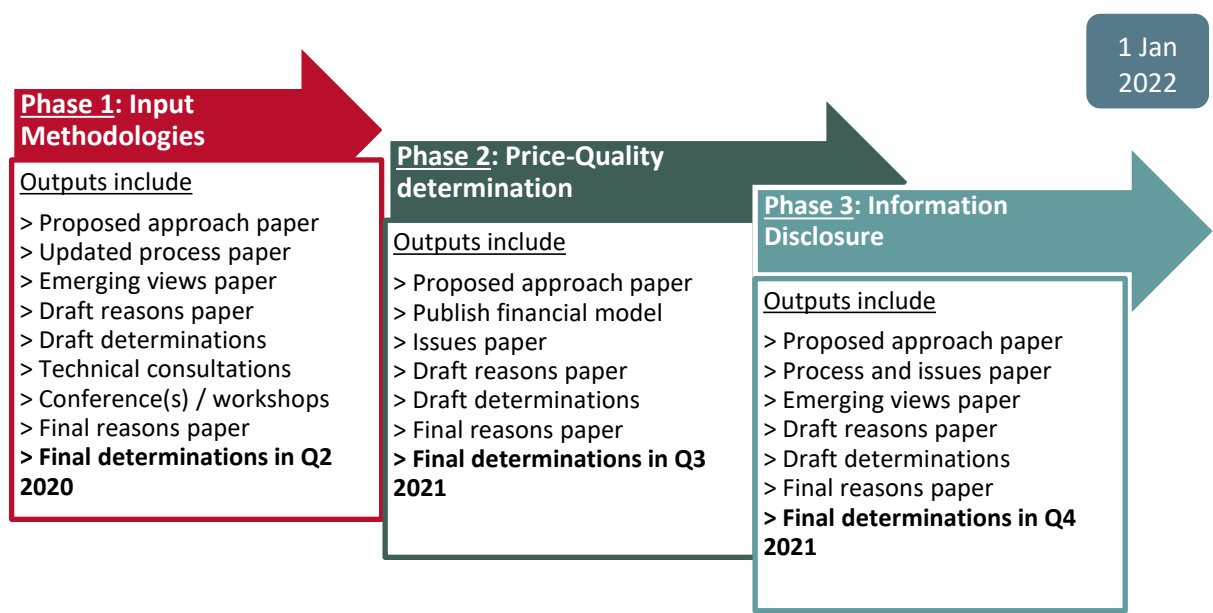 1 Jan
2022
Phase 1: Input
Methodologies
Outputs include
> Proposed approach paper
> Updated process paper
> Emerging views paper
> Draft reasons paper
> Draft determinations
> Technical consultations
> Conference(s) / workshops
> Final reasons paper
> Final determinations in Q2
2020
Phase 2: Price-Quality
determination
Outputs include
> Proposed approach paper
> Publish financial model
> Issues paper
> Draft reasons paper
> Draft determinations
> Final reasons paper
> Final determinations in Q3
2021
Phase 3: Information
Disclosure
Outputs include
> Proposed approach paper
> Process and issues paper
> Emerging views paper
> Draft reasons paper
> Draft determinations
> Final reasons paper
> Final determinations in Q4
2021